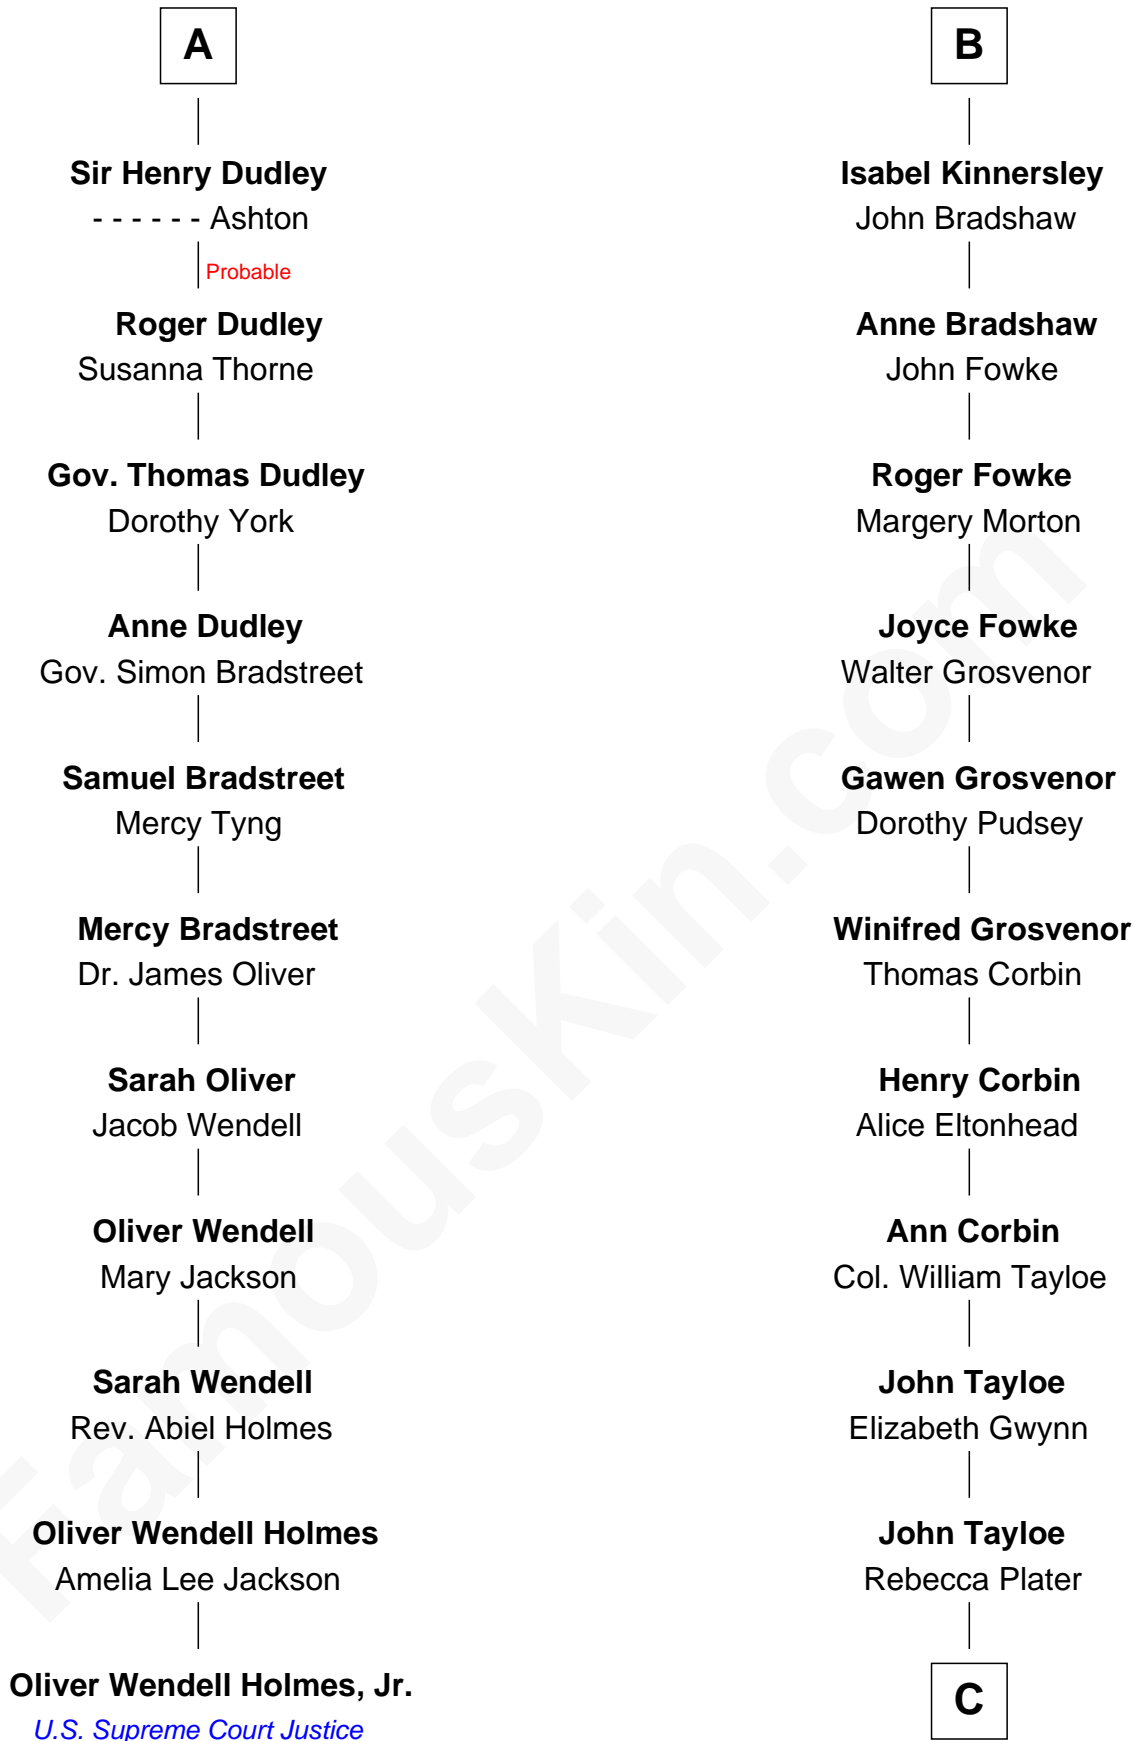 A
Sir Henry Dudley
- - - - - - Ashton
Probable
Roger Dudley
Susanna Thorne
Gov. Thomas Dudley
Dorothy York
Anne Dudley
Gov. Simon Bradstreet
Samuel Bradstreet
Mercy Tyng
Mercy Bradstreet
Dr. James Oliver
Sarah Oliver
Jacob Wendell
Oliver Wendell
Mary Jackson
Sarah Wendell
Rev. Abiel Holmes
Oliver Wendell Holmes
Amelia Lee Jackson
Oliver Wendell Holmes, Jr.
U.S. Supreme Court Justice
B
Isabel Kinnersley
John Bradshaw
Anne Bradshaw
John Fowke
Roger Fowke
Margery Morton
Joyce Fowke
Walter Grosvenor
Gawen Grosvenor
Dorothy Pudsey
Winifred Grosvenor
Thomas Corbin
Henry Corbin
Alice Eltonhead
Ann Corbin
Col. William Tayloe
John Tayloe
Elizabeth Gwynn
John Tayloe
Rebecca Plater
C
FamousKin.com